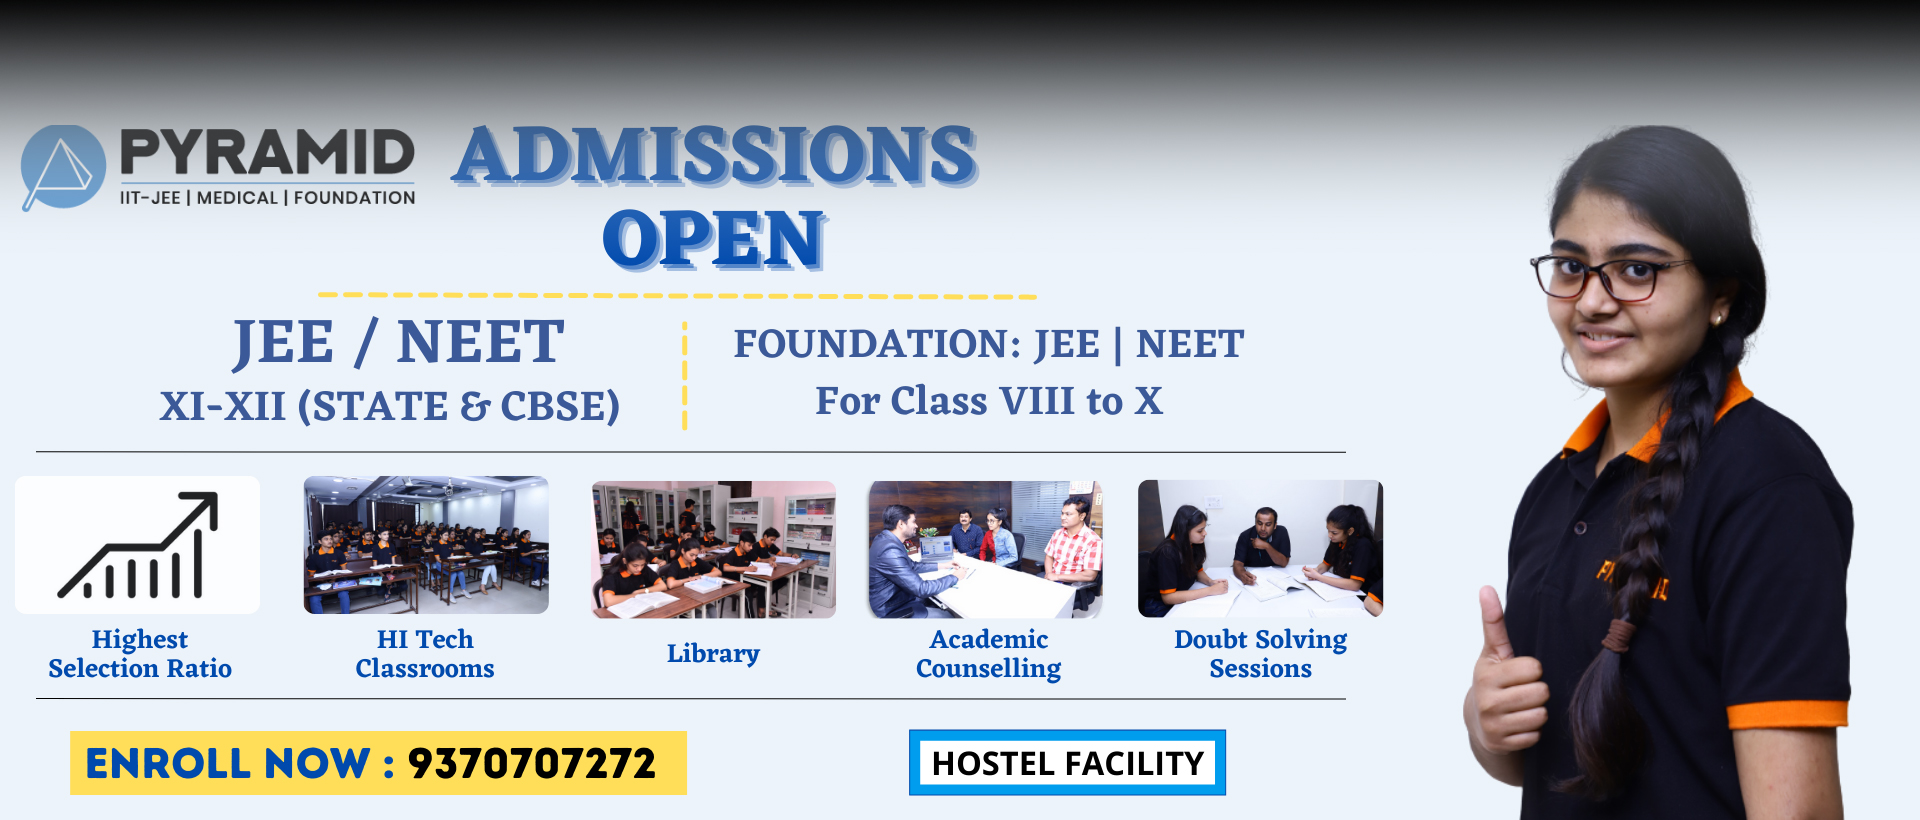 PYRAMID
IIT-JEE | MEDICAL | FOUNDATION
ADMISSIONS
OPEN
JEE / NEET
XI-XII (STATE & CBSE)
FOUNDATION: JEE | NEET
For Class VIII to X
Highest
Selection Ratio
HI Tech
Classrooms
Library
Academic
Counselling
Doubt Solving
Sessions
ENROLL NOW : 9370707272
HOSTEL FACILITY